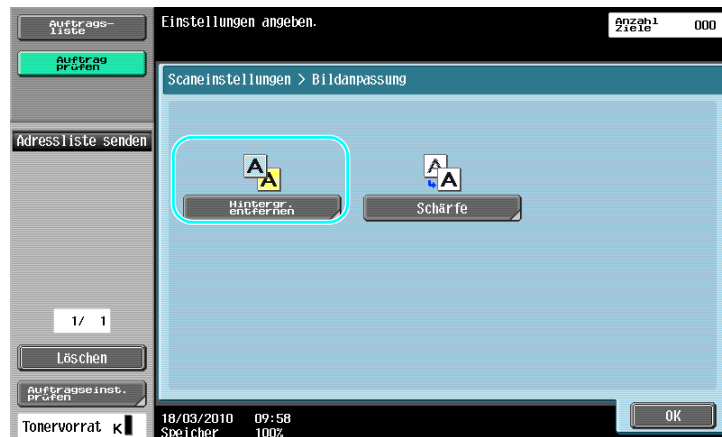 Auftrags-
liste
Einstellungen angeben.
Anzahl
Ziele 000
Auftrag
prüfen
Scaneinstellungen > Bildanpassung
Adressliste senden
Hintergr.
entfernen
Schärfe
1/ 1
Löschen
Auftragseinst.
prüfen
Tonervorrat K
18/03/2010 09:58
Speicher 100%
OK